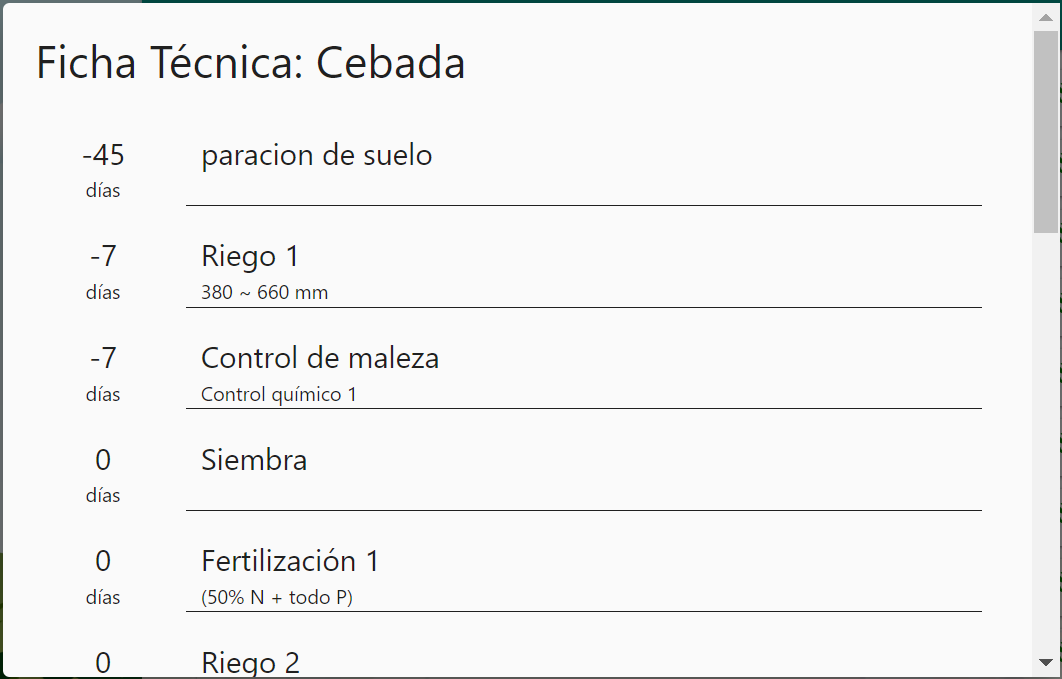 Ficha Técnica: Cebada
-45 paracion de suelo
días
-7 Riego 1
días 380 ~ 660 mm
-7 Control de maleza
días Control químico 1
0 Siembra
días
0 Fertilización 1
días (50% N + todo P)
0 Riego 2